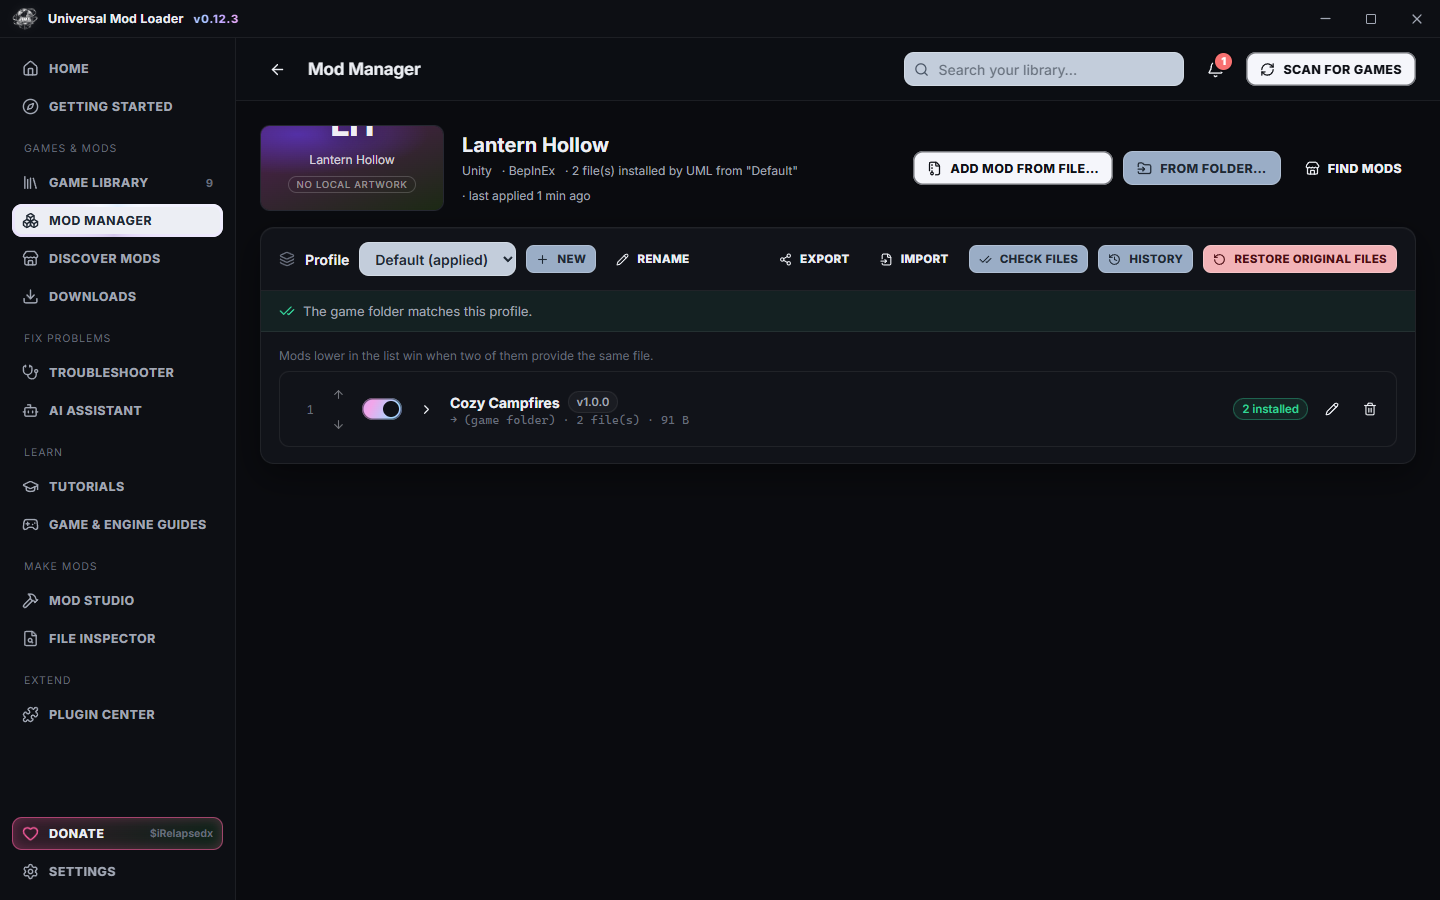 Universal Mod Loader v0.12.3
HOME
GETTING STARTED
GAMES & MODS
GAME LIBRARY 9
MOD MANAGER
DISCOVER MODS
DOWNLOADS
FIX PROBLEMS
TROUBLESHOOTER
AI ASSISTANT
LEARN
TUTORIALS
GAME & ENGINE GUIDES
MAKE MODS
MOD STUDIO
FILE INSPECTOR
EXTEND
PLUGIN CENTER
DONATE $iRelapsedx
SETTINGS
Mod Manager
Search your library...
1
SCAN FOR GAMES
Lantern Hollow
NO LOCAL ARTWORK
Lantern Hollow
Unity · BepInEx · 2 file(s) installed by UML from "Default"
· last applied 1 min ago
ADD MOD FROM FILE...
FROM FOLDER...
FIND MODS
Profile Default (applied) NEW RENAME EXPORT IMPORT CHECK FILES HISTORY RESTORE ORIGINAL FILES
The game folder matches this profile.
Mods lower in the list win when two of them provide the same file.
1 Cozy Campfires v1.0.0
→ (game folder) · 2 file(s) · 91 B
2 installed